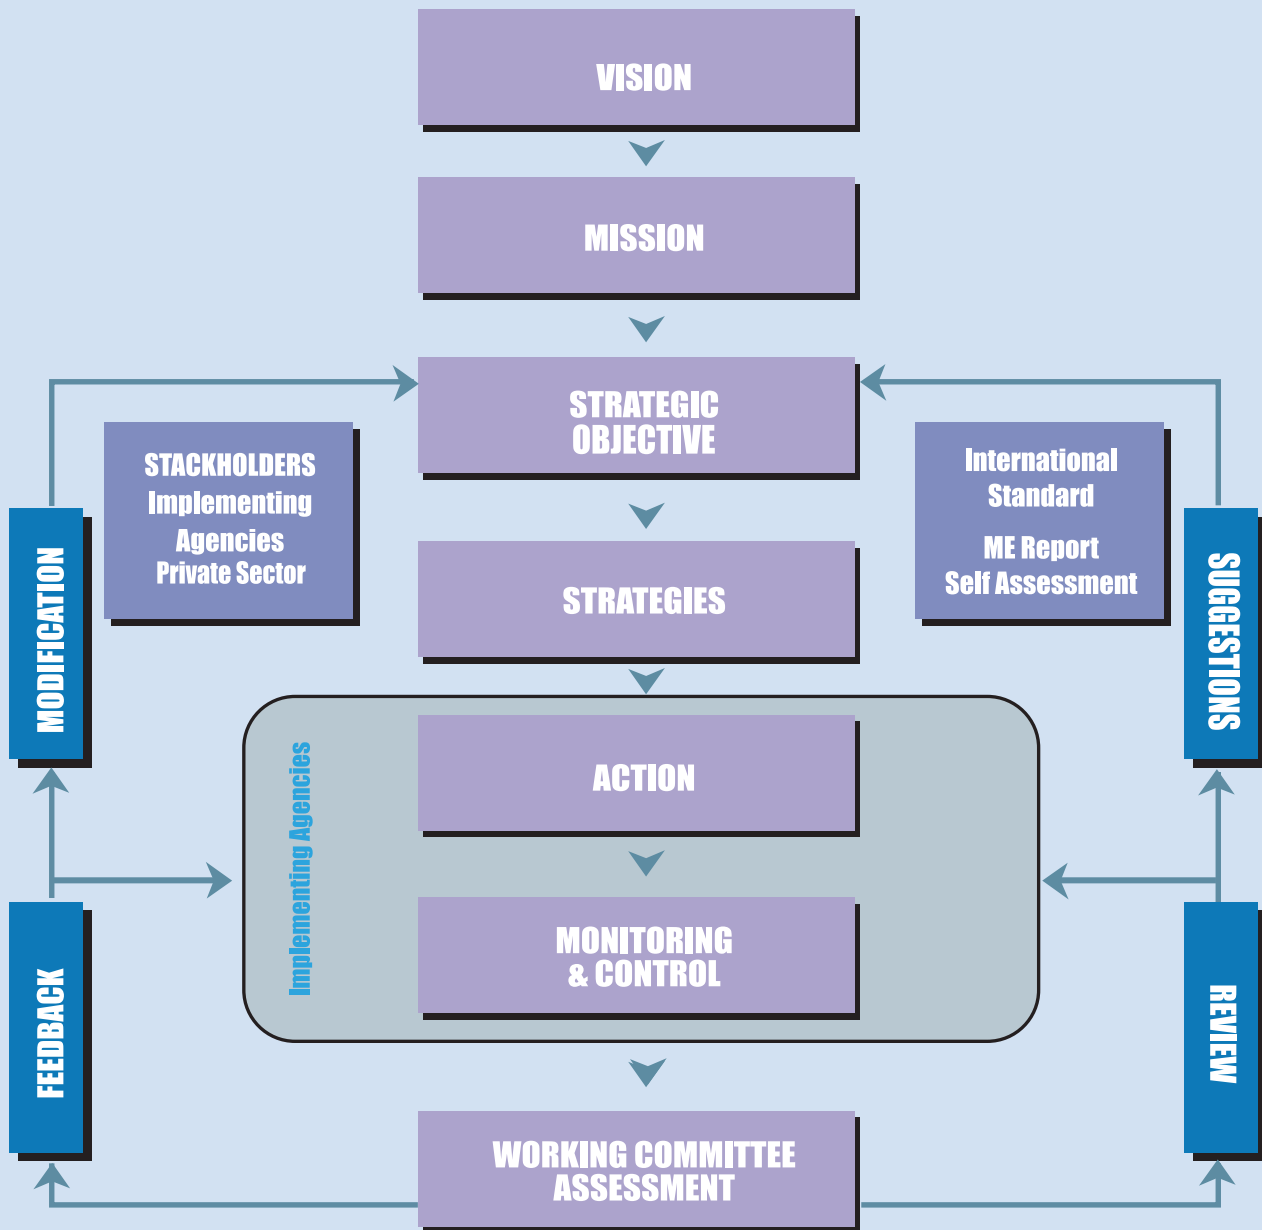 VISION
MISSION
STRATEGIC
OBJECTIVE
STACKHOLDERS
Implementing
Agencies
Private Sector
International
Standard
ME Report
Self Assessment
MODIFICATION
STRATEGIES
SUGGESTIONS
Implementing Agencies
ACTION
MONITORING
& CONTROL
FEEDBACK
REVIEW
WORKING COMMITTEE
ASSESSMENT